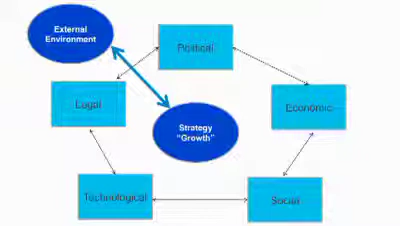 External
Environment
Political
Legal
Economic
Strategy
"Growth"
Technological
Social